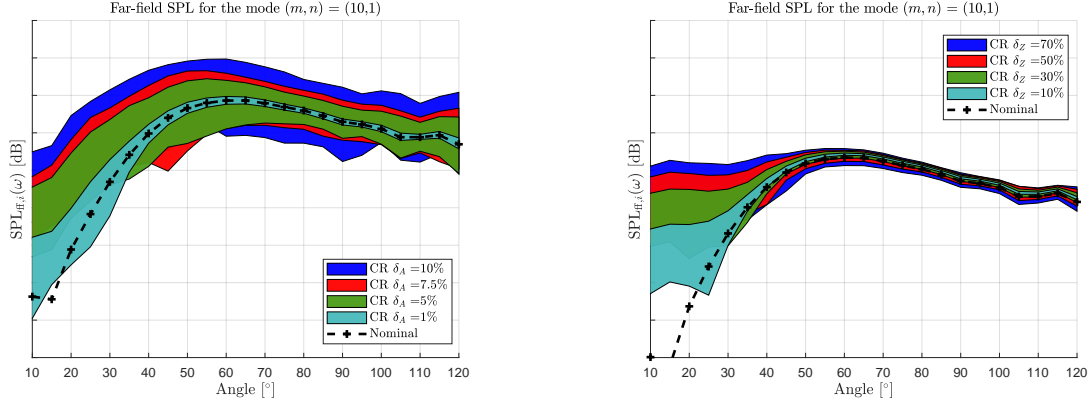 Far-field SPL for the mode (m, n) = (10,1)
SPL_ff,i(ω) [dB]
CR δ_A =10%
CR δ_A =7.5%
CR δ_A =5%
CR δ_A =1%
Nominal
10 20 30 40 50 60 70 80 90 100 110 120
Angle [°]
Far-field SPL for the mode (m, n) = (10,1)
SPL_ff,i(ω) [dB]
CR δ_Z =70%
CR δ_Z =50%
CR δ_Z =30%
CR δ_Z =10%
Nominal
10 20 30 40 50 60 70 80 90 100 110 120
Angle [°]